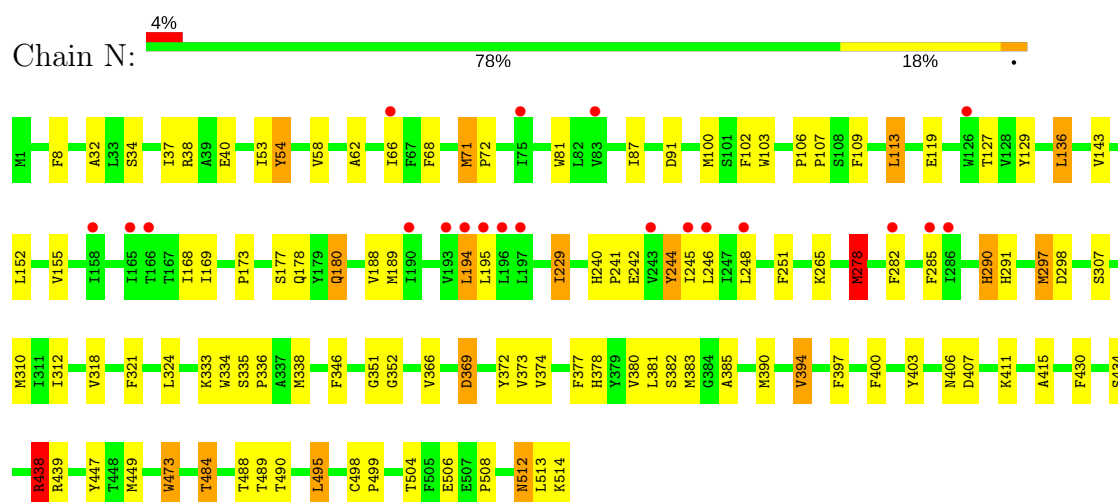 4%
Chain N:
78% 18% •
M1 F8 A32 L33 S34 I37 R38 A39 E40 I53 Y54 V58 A62 I66 F67 F68 M71 P72 I75 W81 L82 V83 I87 D91 M100 S101 F102 W103 P106 P107 S108 F109 L113 E119 W126 T127 V128 Y129 L136 V143
L152 V155 I158 I165 T166 T167 I168 I169 P173 S177 Q178 Y179 Q180 V188 M189 I190 V193 L194 L195 L196 L197 I229 H240 P241 E242 V243 Y244 I245 L246 I247 L248 F251 K265 M278 F282 F285 I286 H290 H291 M297 D298 S307
M310 I311 I312 V318 F321 L324 K333 W334 S335 P336 A337 M338 F346 G351 G352 V366 D369 Y372 V373 V374 F377 H378 Y379 V380 L381 S382 M383 G384 A385 M390 V394 F397 F400 Y403 N406 D407 K411 A415 F430 S434
R438 R439 Y447 T448 M449 W473 T484 T488 T489 T490 L495 C498 P499 T504 F505 E506 E507 P508 N512 L513 K514